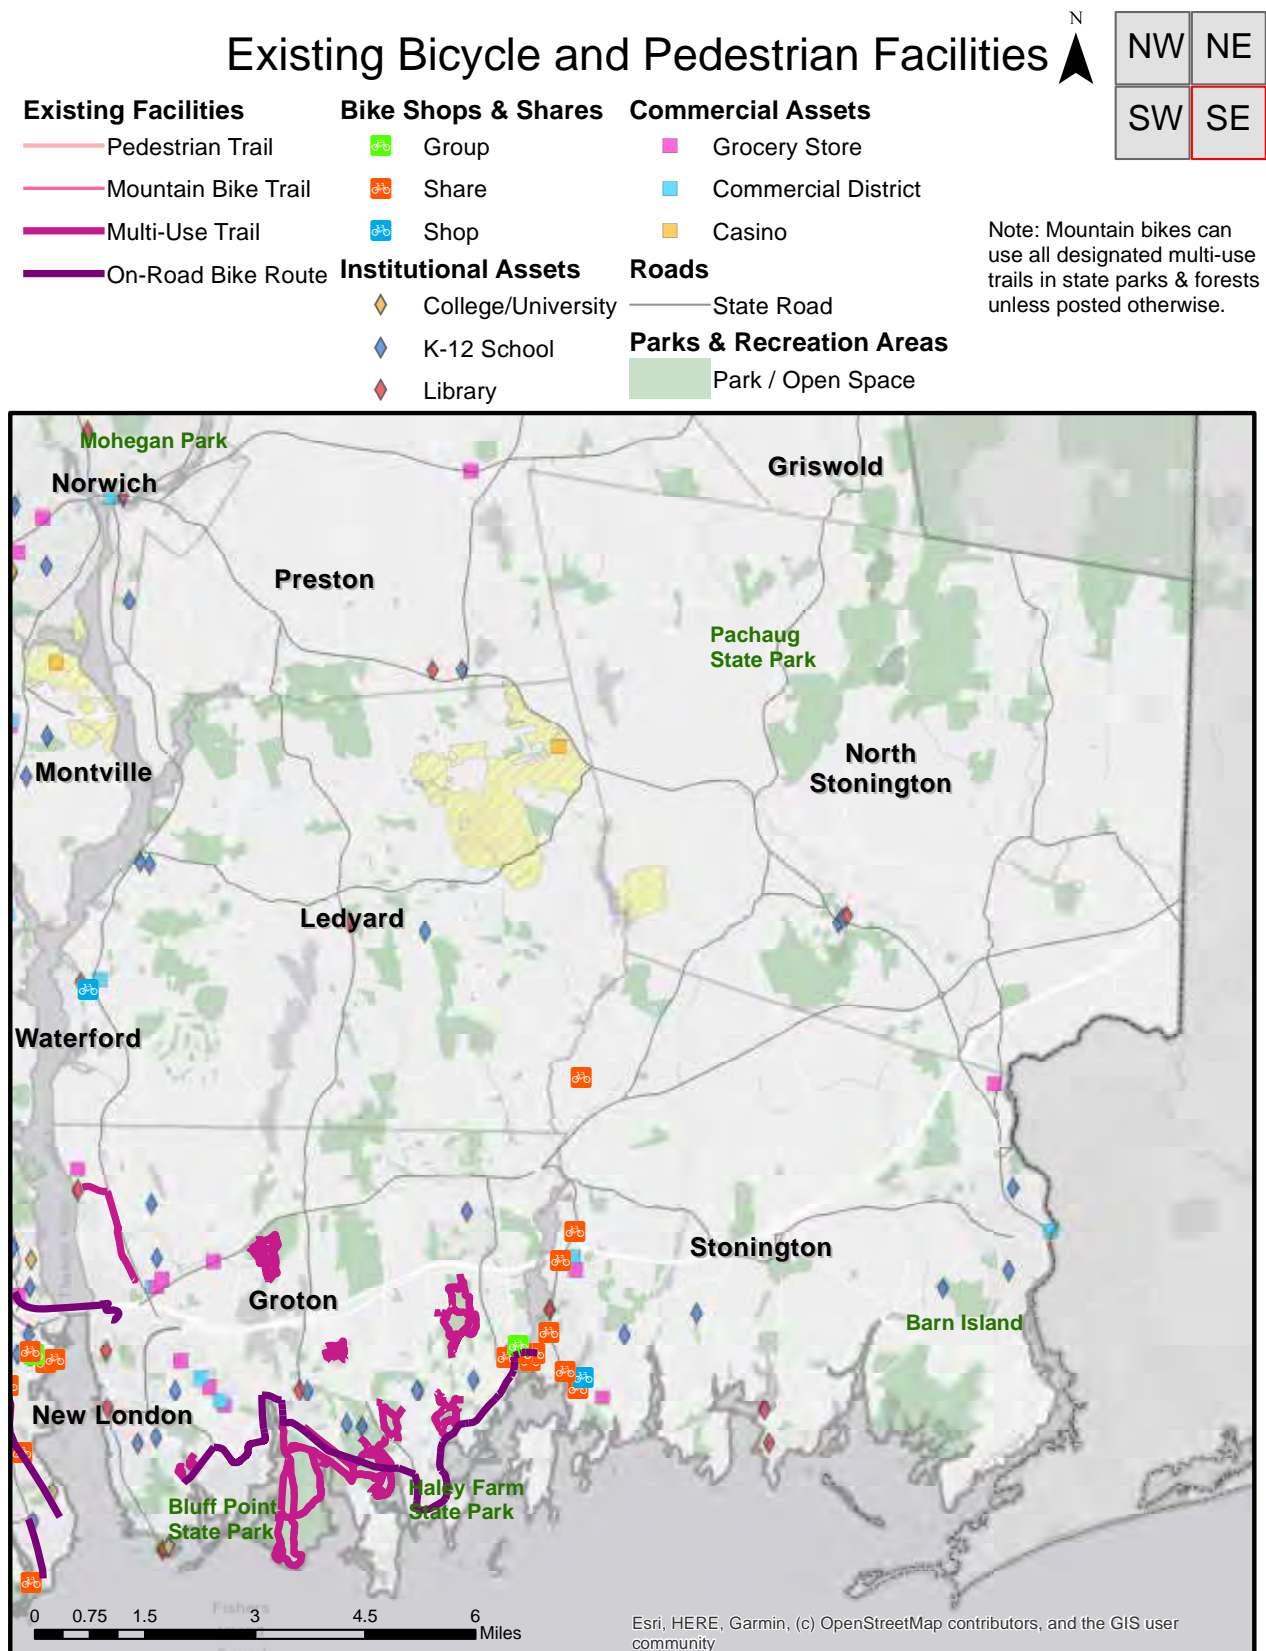 Existing Bicycle and Pedestrian Facilities
N
NW NE
SW SE
Existing Facilities
Pedestrian Trail
Mountain Bike Trail
Multi-Use Trail
On-Road Bike Route
Bike Shops & Shares
Group
Share
Shop
Institutional Assets
College/University
K-12 School
Library
Commercial Assets
Grocery Store
Commercial District
Casino
Roads
State Road
Parks & Recreation Areas
Park / Open Space
Note: Mountain bikes can
use all designated multi-use
trails in state parks & forests
unless posted otherwise.
Mohegan Park
Norwich
Griswold
Preston
Pachaug
State Park
North
Stonington
Montville
Ledyard
Waterford
Stonington
Groton
Barn Island
New London
Haley Farm
State Park
Bluff Point
State Park
Fishers
0 0.75 1.5 3 4.5 6
Miles
Esri, HERE, Garmin, (c) OpenStreetMap contributors, and the GIS user
community